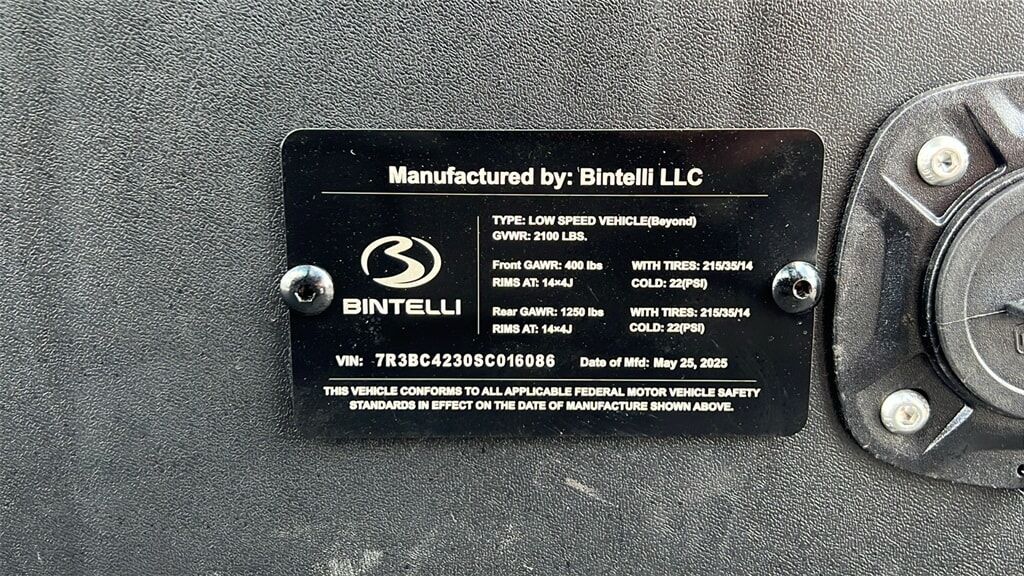 Manufactured by: Bintelli LLC
TYPE: LOW SPEED VEHICLE(Beyond)
GVWR: 2100 LBS.
Front GAWR: 400 lbs WITH TIRES: 215/35/14
RIMS AT: 14×4J COLD: 22(PSI)
BINTELLI
Rear GAWR: 1250 lbs WITH TIRES: 215/35/14
RIMS AT: 14×4J COLD: 22(PSI)
VIN: 7R3BC4230SC016086 Date of Mfd: May 25, 2025
THIS VEHICLE CONFORMS TO ALL APPLICABLE FEDERAL MOTOR VEHICLE SAFETY
STANDARDS IN EFFECT ON THE DATE OF MANUFACTURE SHOWN ABOVE.